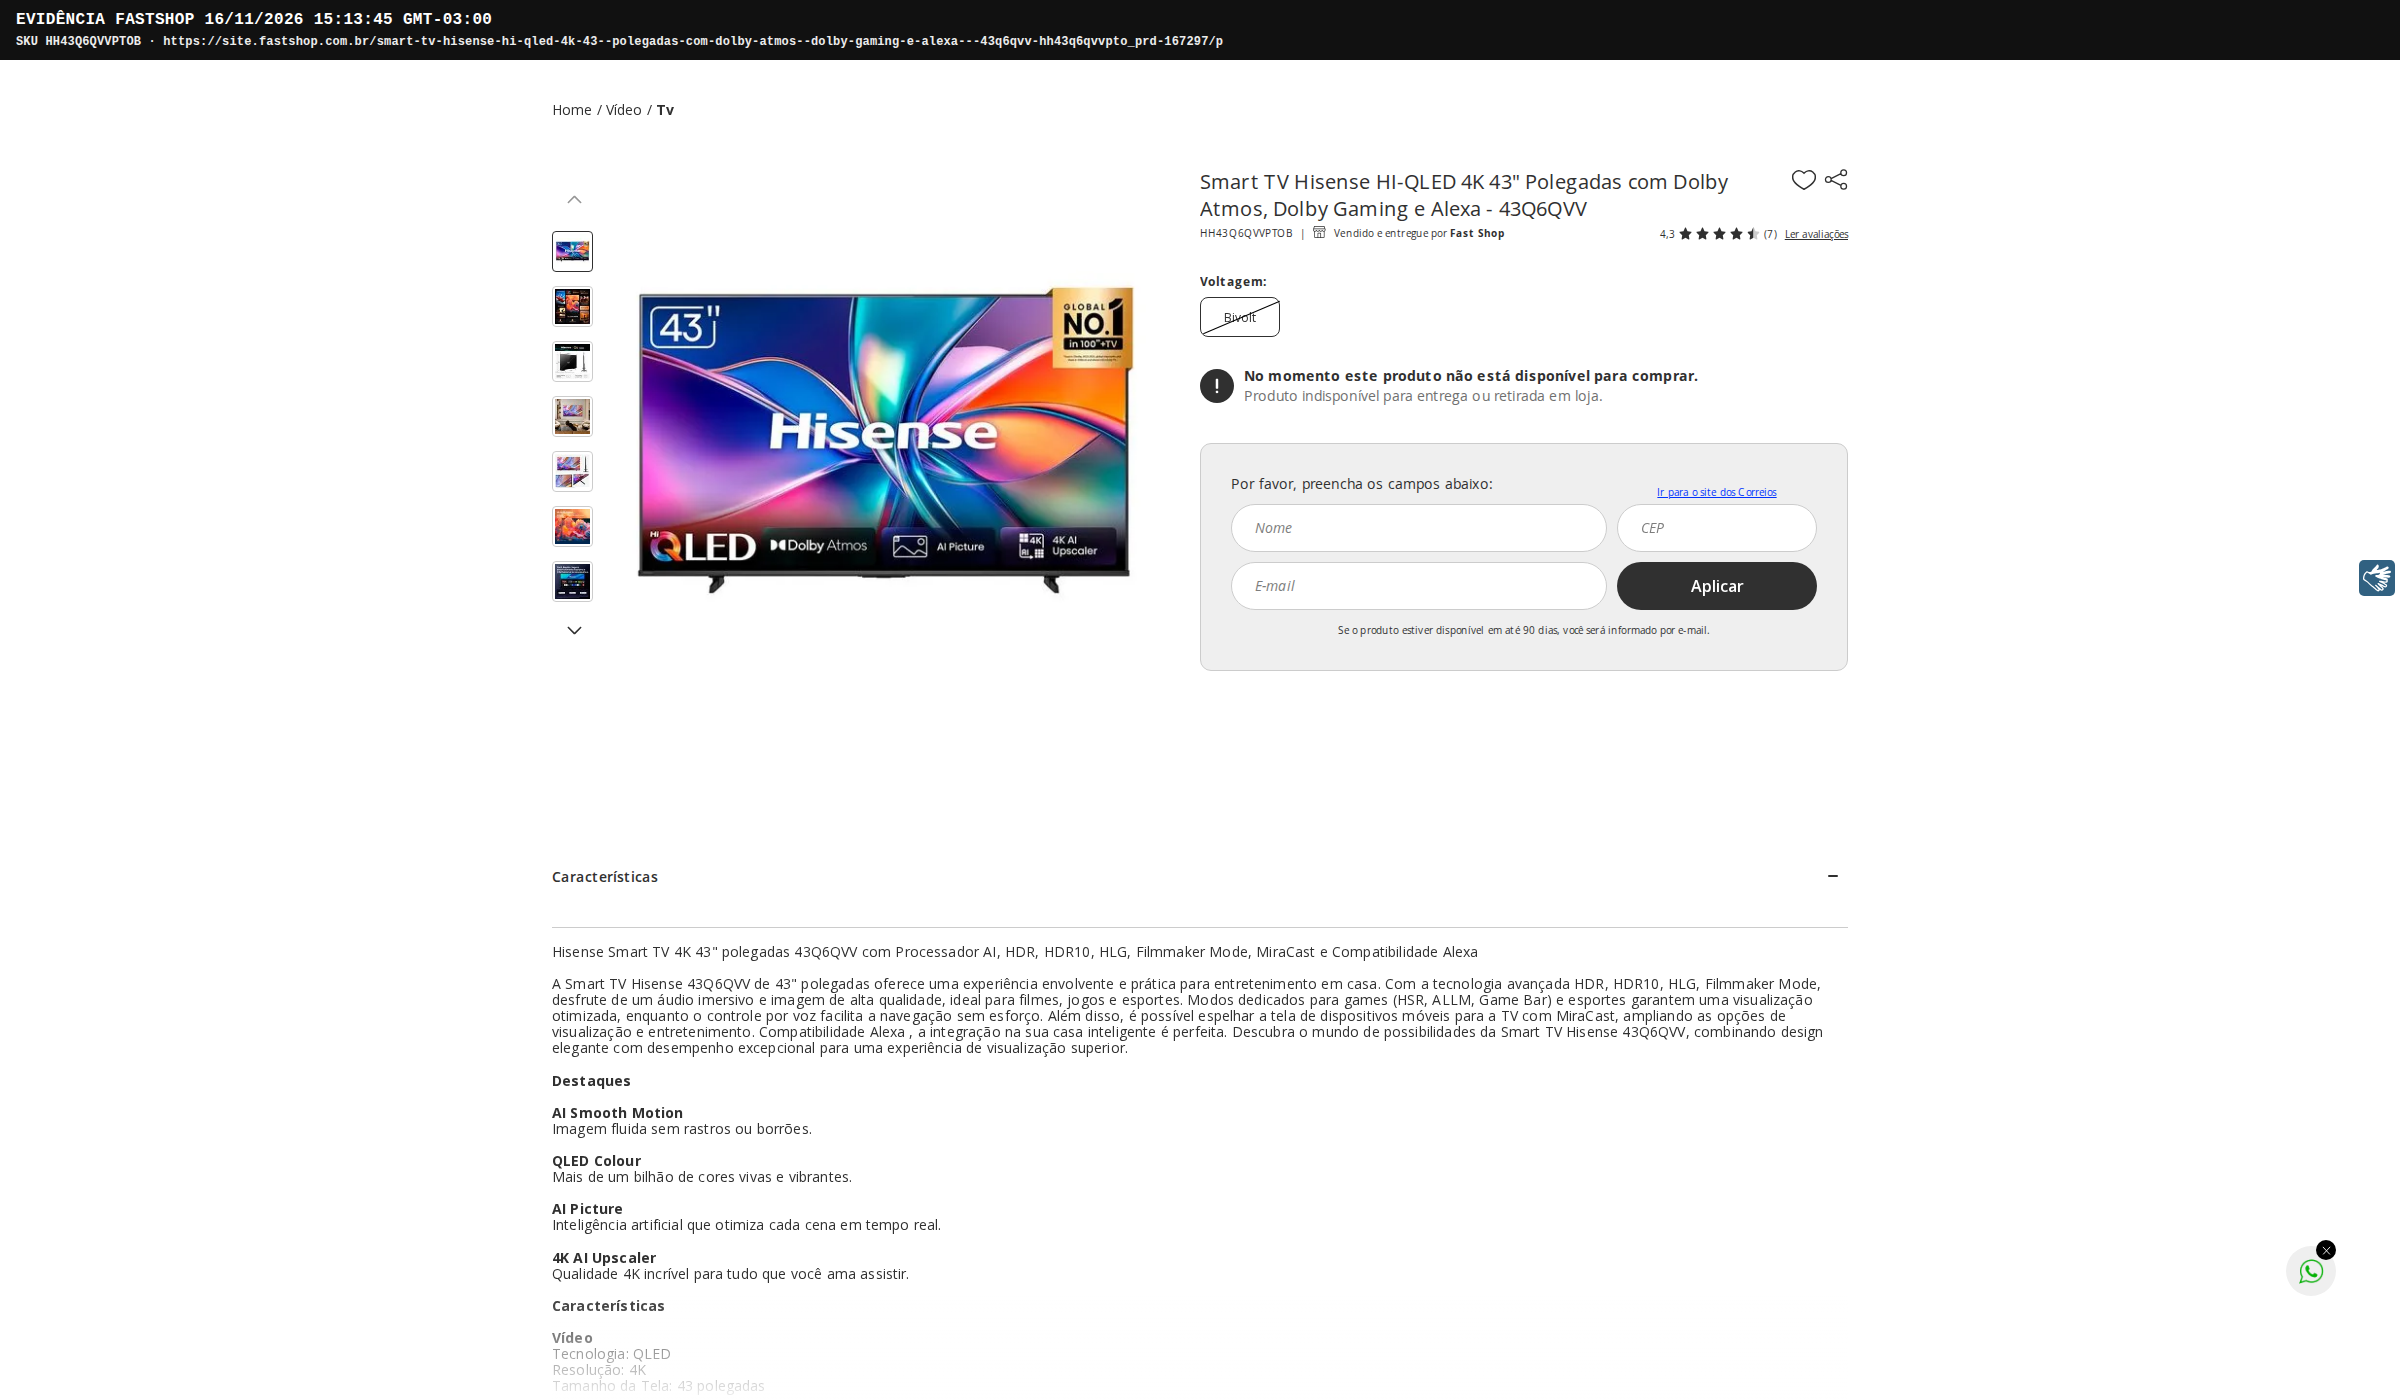 EVIDÊNCIA FASTSHOP 16/11/2026 15:13:45 GMT-03:00
SKU HH43Q6QVVPTOB · https://site.fastshop.com.br/smart-tv-hisense-hi-qled-4k-43--polegadas-com-dolby-atmos--dolby-gaming-e-alexa---43q6qvv-hh43q6qvvpto_prd-167297/p
Home / Vídeo / Tv
Smart TV Hisense HI-QLED 4K 43" Polegadas com Dolby
Atmos, Dolby Gaming e Alexa - 43Q6QVV
HH43Q6QVVPTOB | Vendido e entregue por Fast Shop
4,3 (7) Ler avaliações
Voltagem:
Bivolt
No momento este produto não está disponível para comprar.
Produto indisponível para entrega ou retirada em loja.
43"
GLOBAL
NO.1
in 100"+TV
Hisense
HI QLED
Dolby Atmos
AI Picture
4K AI
4K AI
Upscaler
Por favor, preencha os campos abaixo:
Ir para o site dos Correios
Nome
CEP
E-mail
Aplicar
Se o produto estiver disponível em até 90 dias, você será informado por e-mail.
Características
Hisense Smart TV 4K 43" polegadas 43Q6QVV com Processador AI, HDR, HDR10, HLG, Filmmaker Mode, MiraCast e Compatibilidade Alexa
A Smart TV Hisense 43Q6QVV de 43" polegadas oferece uma experiência envolvente e prática para entretenimento em casa. Com a tecnologia avançada HDR, HDR10, HLG, Filmmaker Mode,
desfrute de um áudio imersivo e imagem de alta qualidade, ideal para filmes, jogos e esportes. Modos dedicados para games (HSR, ALLM, Game Bar) e esportes garantem uma visualização
otimizada, enquanto o controle por voz facilita a navegação sem esforço. Além disso, é possível espelhar a tela de dispositivos móveis para a TV com MiraCast, ampliando as opções de
visualização e entretenimento. Compatibilidade Alexa , a integração na sua casa inteligente é perfeita. Descubra o mundo de possibilidades da Smart TV Hisense 43Q6QVV, combinando design
elegante com desempenho excepcional para uma experiência de visualização superior.
Destaques
AI Smooth Motion
Imagem fluida sem rastros ou borrões.
QLED Colour
Mais de um bilhão de cores vivas e vibrantes.
AI Picture
Inteligência artificial que otimiza cada cena em tempo real.
4K AI Upscaler
Qualidade 4K incrível para tudo que você ama assistir.
Características
Vídeo
Tecnologia: QLED
Resolução: 4K
Tamanho da Tela: 43 polegadas